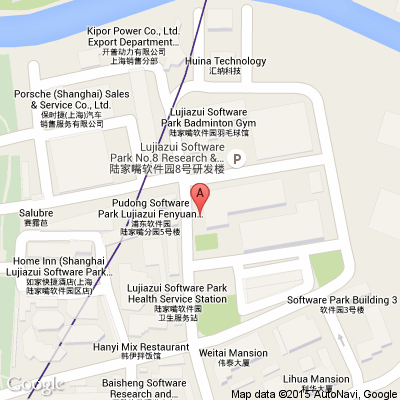 Kipor Power Co., Ltd.
Export Department...
开普动力有限公司
上海销售分部
Huina Technology
汇纳科技
Porsche (Shanghai) Sales
& Service Co., Ltd.
保时捷(上海)汽车
销售服务有限公司
Lujiazui Software
Park Badminton Gym
陆家嘴软件园羽毛球馆
Lujiazui Software
Park No.8 Research &...
陆家嘴软件园8号研发楼
P
A
Pudong Software
Park Lujiazui Fenyuan...
浦东软件园
陆家嘴分园5号楼
Salubre
赛露芭
Home Inn (Shanghai
Lujiazui Software Park...
如家快捷酒店(上海
陆家嘴软件园区店)
Lujiazui Software Park
Health Service Station
陆家嘴软件园
卫生服务站
Software Park Building 3
软件园3号楼
Hanyi Mix Restaurant
韩伊拌饭馆
Weitai Mansion
伟泰大厦
Lihua Mansion
利华大厦
Baisheng Software
Research and
Google
Map data ©2015 AutoNavi, Google